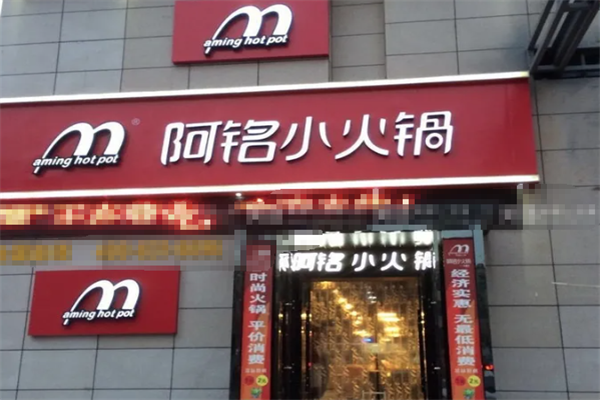 aming hot pot
aming hot pot
®
阿铭小火锅
阿铭小火锅
aming hot pot
时尚火锅 平价消费
经济实惠 无最低消费